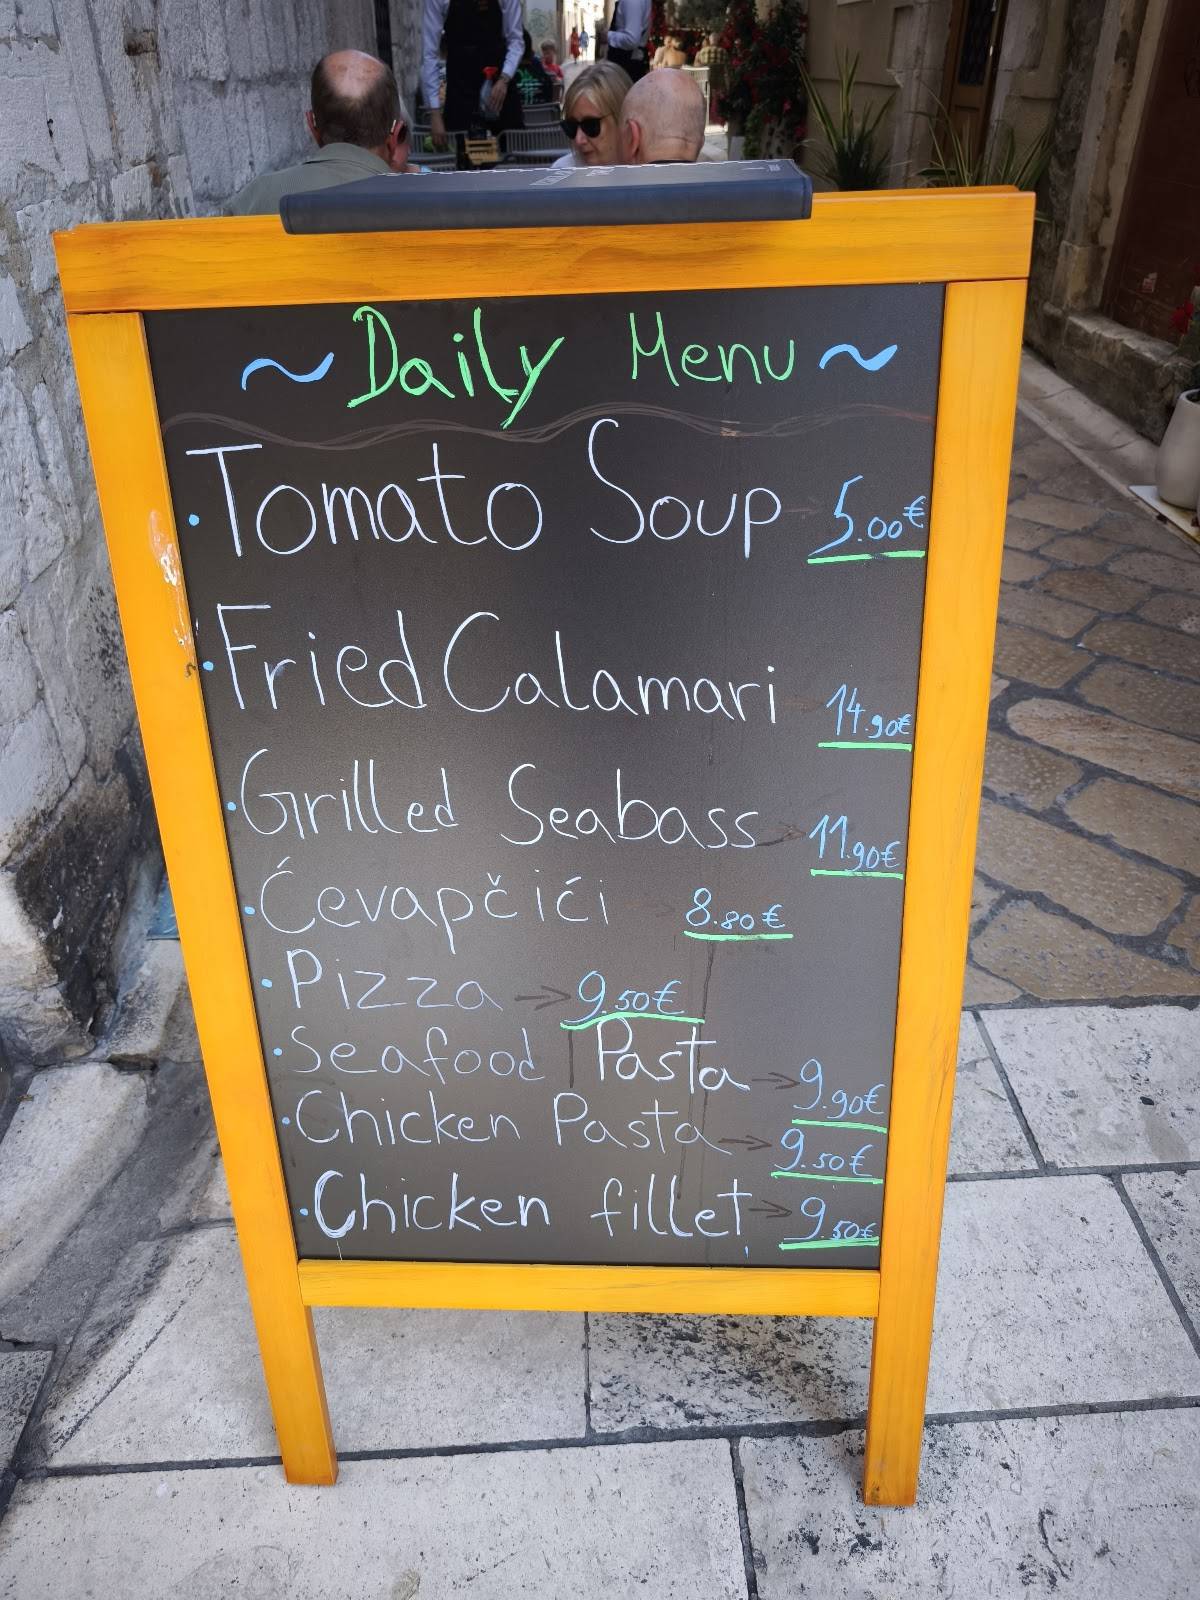 ~ Daily Menu ~
· Tomato Soup 5.00€
· Fried Calamari 14.90€
· Grilled Seabass 11.90€
· Ćevapčići 8.80€
· Pizza → 9.50€
· Seafood Pasta → 9.90€
· Chicken Pasta → 9.50€
· Chicken fillet → 9.50€